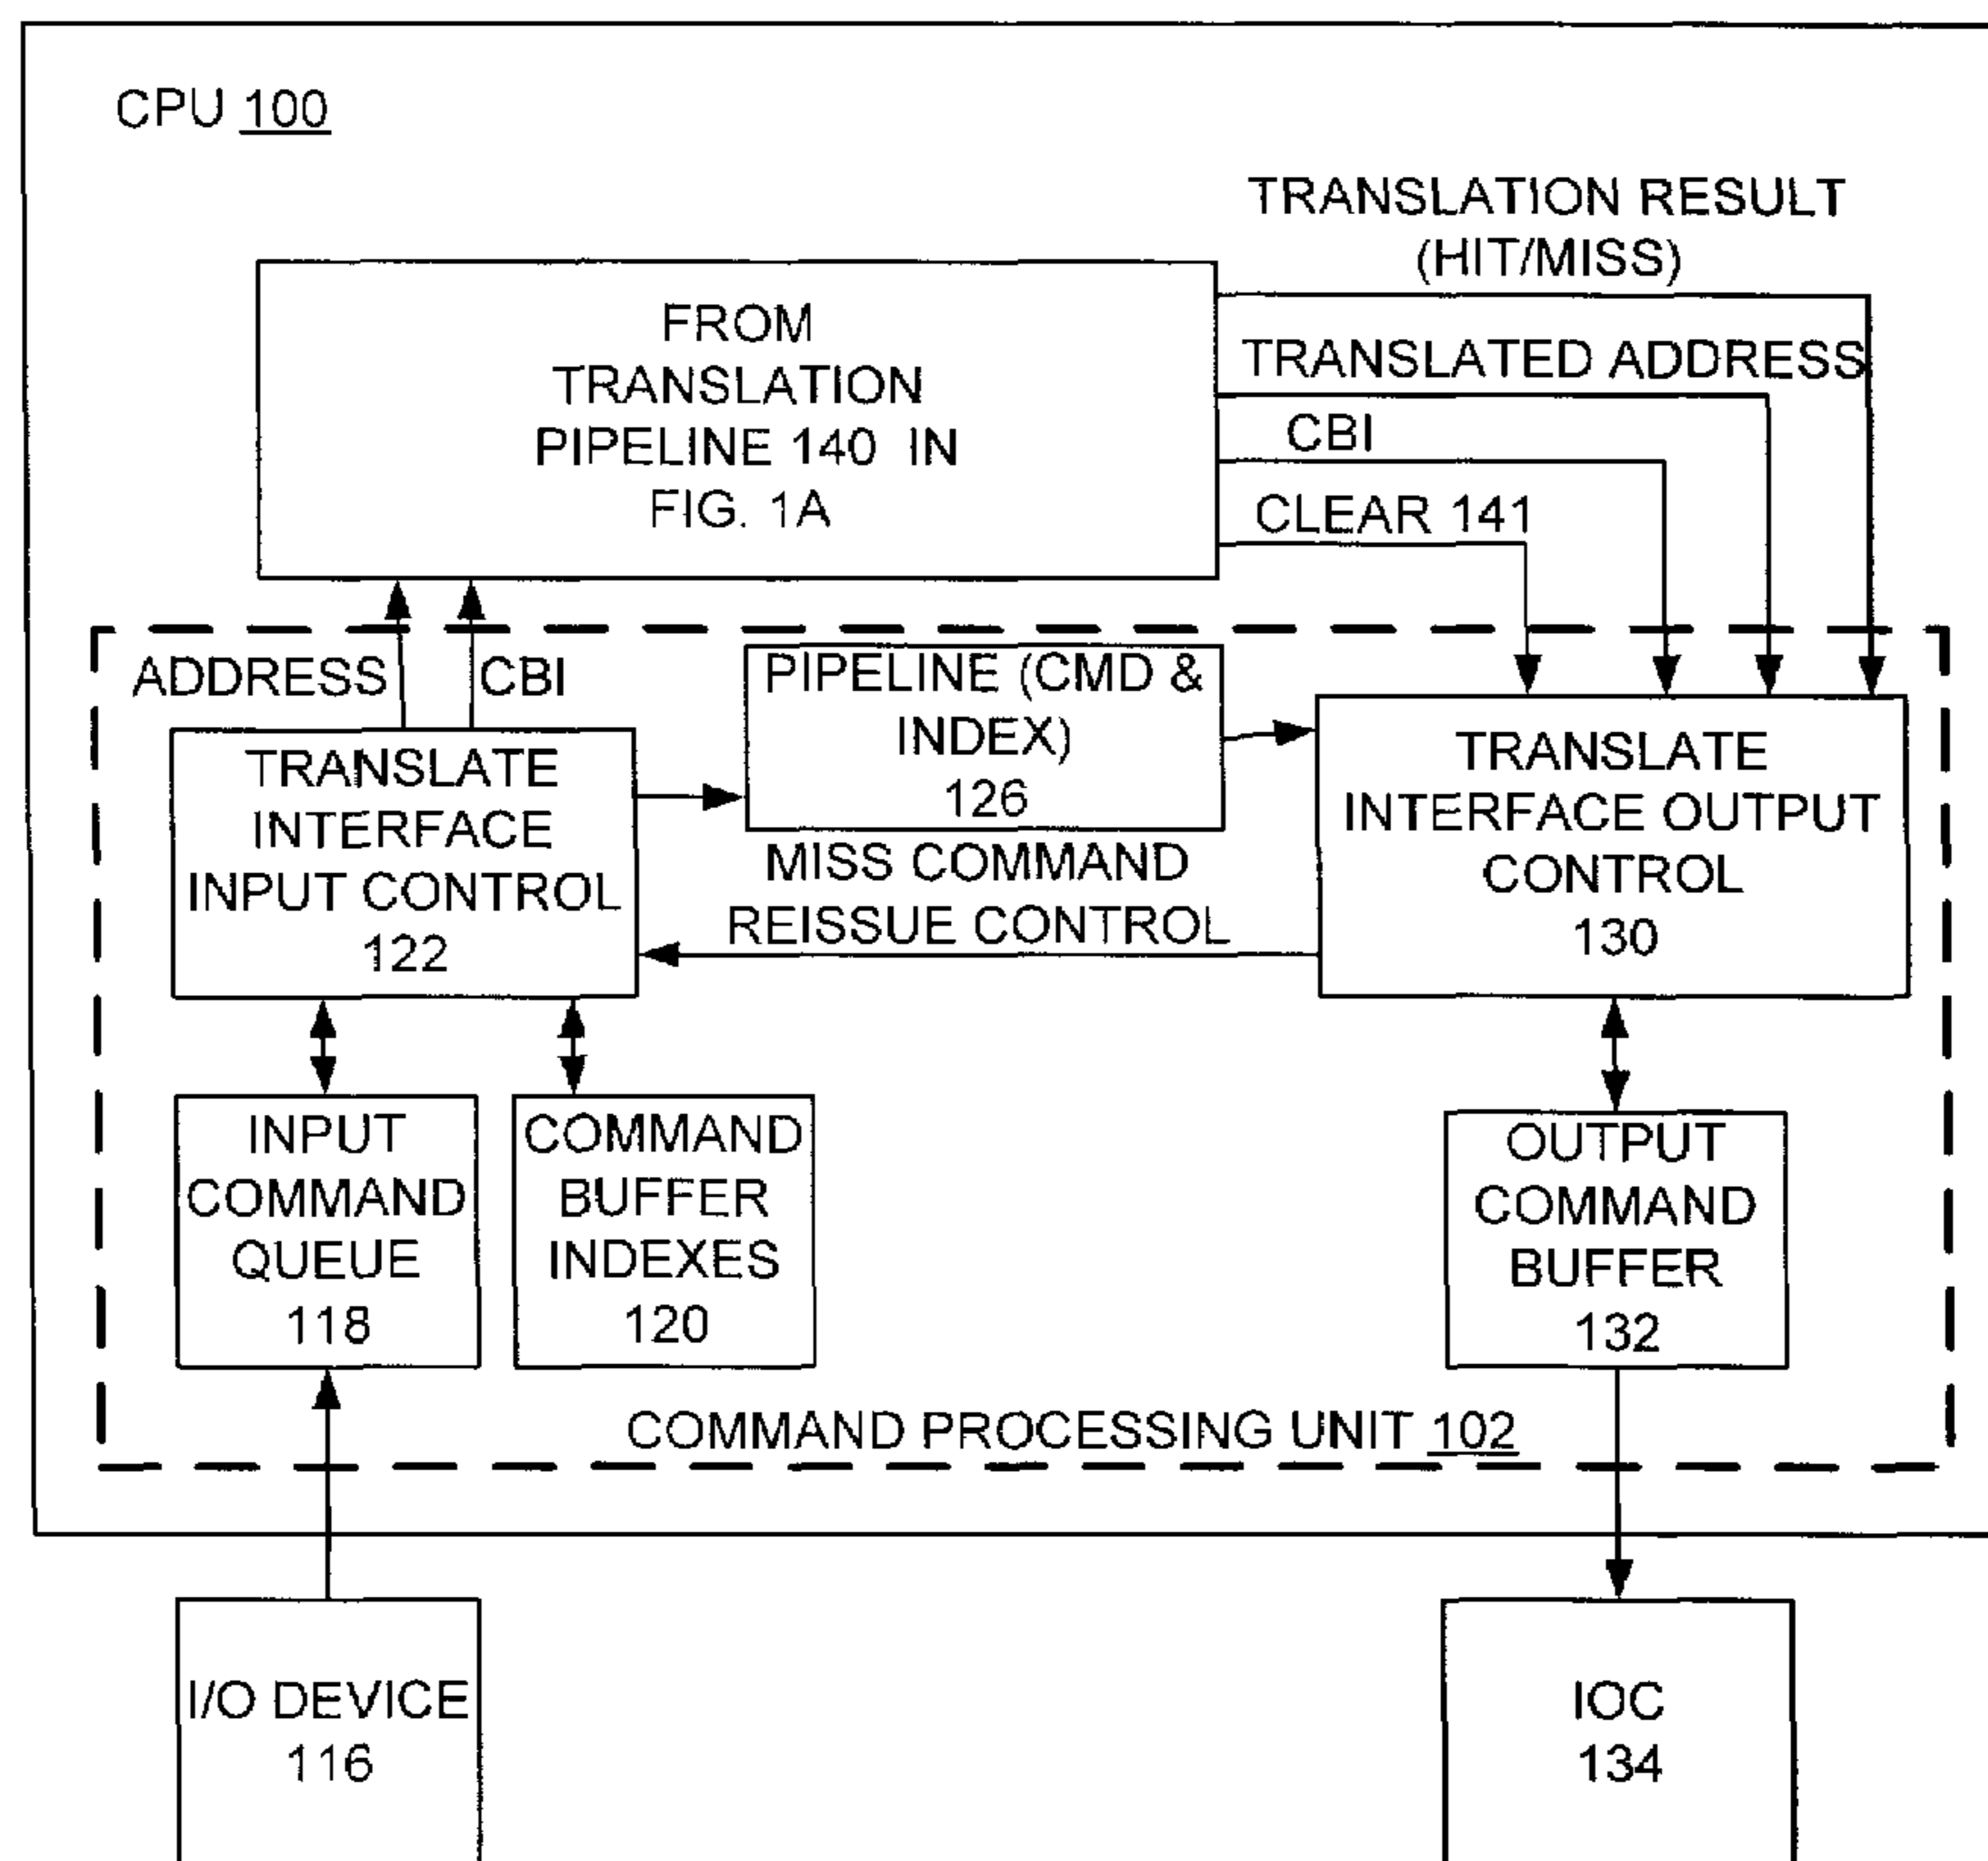 CPU 100
TRANSLATION RESULT
(HIT/MISS)
FROM
TRANSLATION
PIPELINE 140 IN
FIG. 1A
TRANSLATED ADDRESS
CBI
CLEAR 141
ADDRESS
CBI
PIPELINE (CMD &
INDEX)
126
TRANSLATE
INTERFACE
INPUT CONTROL
122
MISS COMMAND
REISSUE CONTROL
TRANSLATE
INTERFACE OUTPUT
CONTROL
130
INPUT
COMMAND
QUEUE
118
COMMAND
BUFFER
INDEXES
120
OUTPUT
COMMAND
BUFFER
132
COMMAND PROCESSING UNIT 102
I/O DEVICE
116
IOC
134